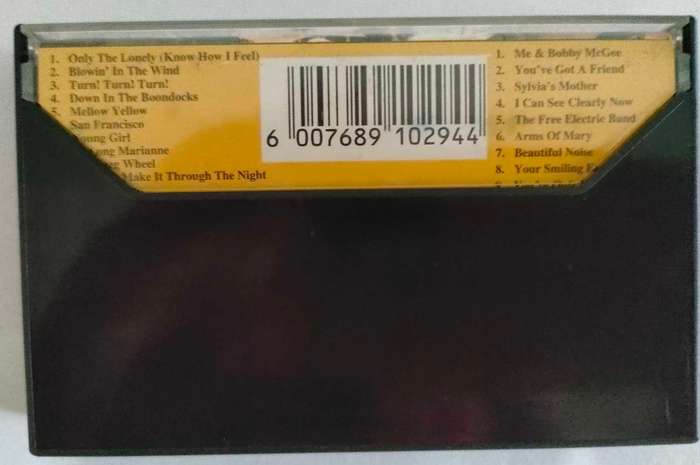 1. Only The Lonely (Know How I Feel)
2. Blowin' In The Wind
3. Turn! Turn! Turn!
4. Down In The Boondocks
5. Mellow Yellow
San Francisco
Girl
Marianne
Wheel
Make It Through The Night
6 007689 102944
1. Me & Bobby McGee
2. You've Got A Friend
3. Sylvia's Mother
4. I Can See Clearly Now
5. The Free Electric Band
6. Arms Of Mary
7. Beautiful Noise
8. Your Smiling